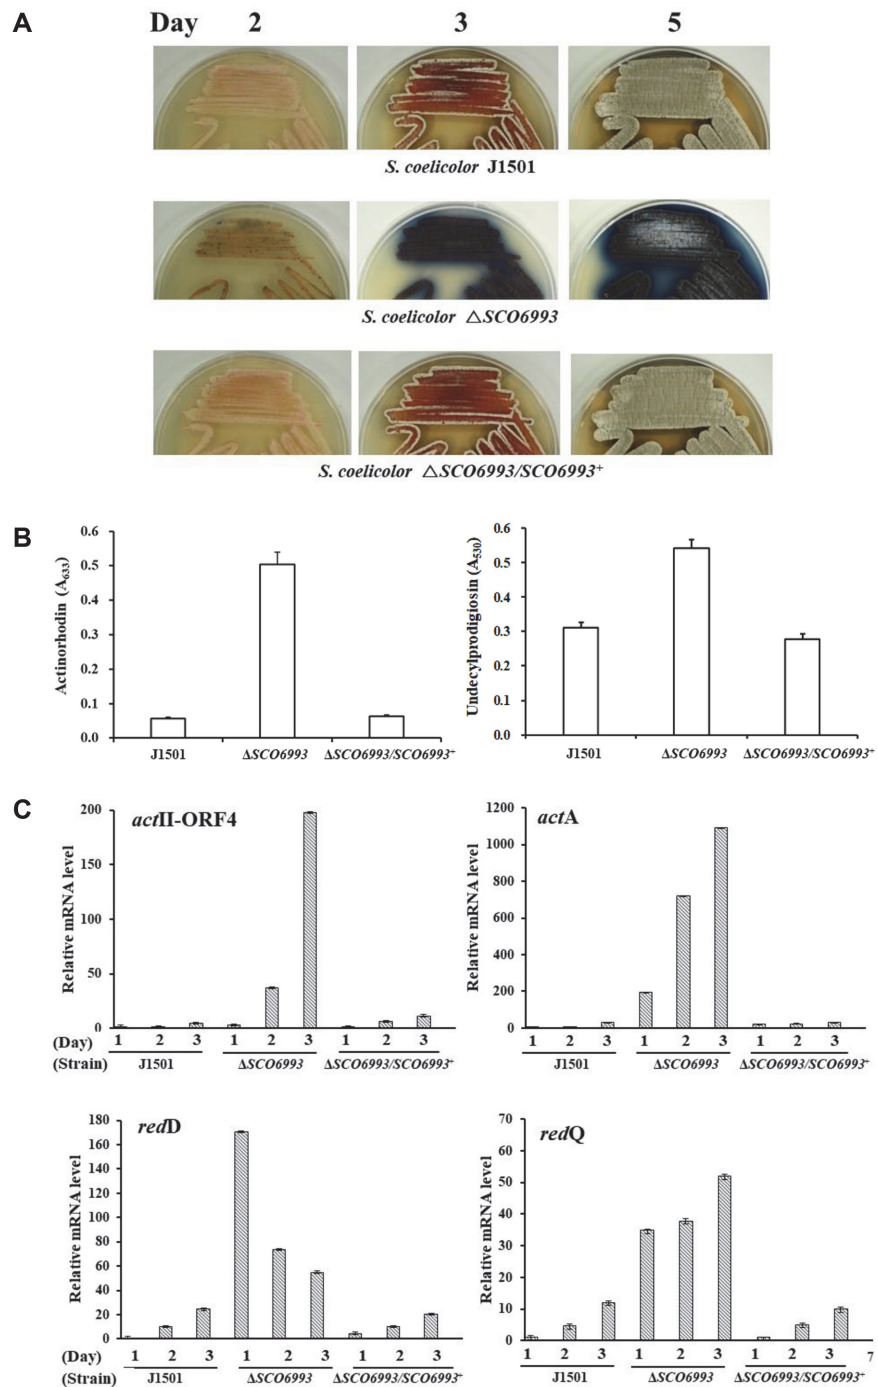 A
Day 2 3 5
S. coelicolor J1501
S. coelicolor △SCO6993
S. coelicolor △SCO6993/SCO6993⁺
B
Actinorhodin (A₆₃₃)
0.6
0.5
0.4
0.3
0.2
0.1
0.0
J1501 ΔSCO6993 ΔSCO6993/SCO6993⁺
Undecylprodigiosin (A₅₃₀)
0.6
0.5
0.4
0.3
0.2
0.1
0.0
J1501 ΔSCO6993 ΔSCO6993/SCO6993⁺
C
actII-ORF4
Relative mRNA level
200
150
100
50
0
(Day) 1 2 3 1 2 3 1 2 3
(Strain) J1501 ΔSCO6993 ΔSCO6993/SCO6993⁺
actA
Relative mRNA level
1200
1000
800
600
400
200
0
1 2 3 1 2 3 1 2 3
J1501 ΔSCO6993 ΔSCO6993/SCO6993⁺
redD
Relative mRNA level
180
160
140
120
100
80
60
40
20
0
(Day) 1 2 3 1 2 3 1 2 3
(Strain) J1501 ΔSCO6993 ΔSCO6993/SCO6993⁺
redQ
Relative mRNA level
70
60
50
40
30
20
10
0
1 2 3 1 2 3 1 2 3 7
J1501 ΔSCO6993 ΔSCO6993/SCO6993⁺